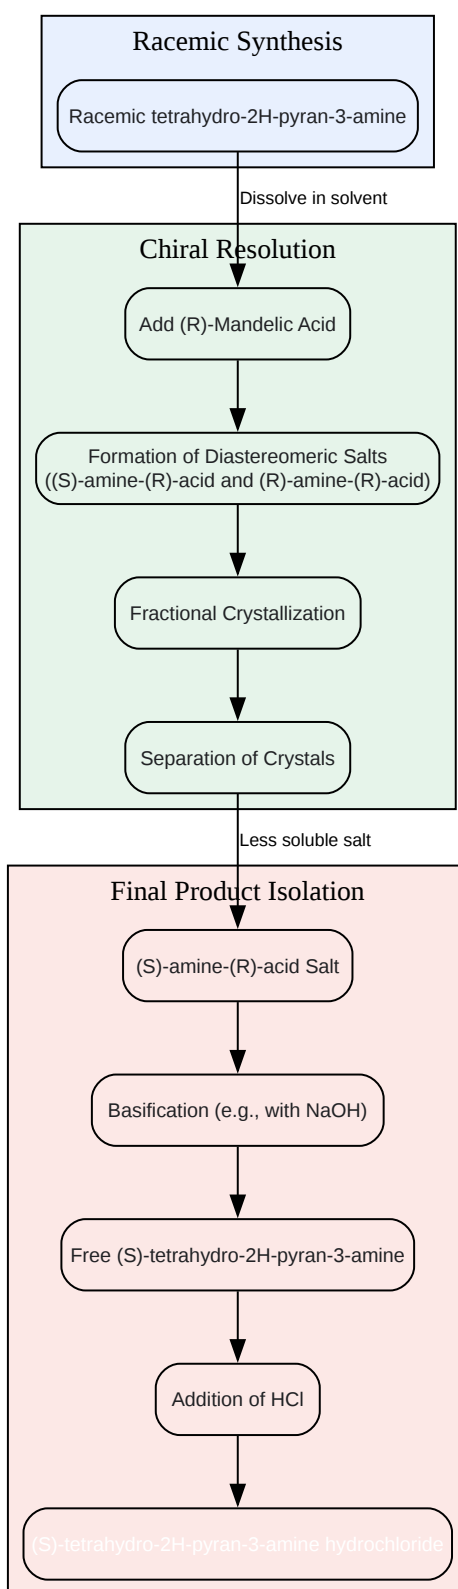 Racemic Synthesis
Racemic tetrahydro-2H-pyran-3-amine
Dissolve in solvent
Chiral Resolution
Add (R)-Mandelic Acid
Formation of Diastereomeric Salts
((S)-amine-(R)-acid and (R)-amine-(R)-acid)
Fractional Crystallization
Separation of Crystals
Less soluble salt
Final Product Isolation
(S)-amine-(R)-acid Salt
Basification (e.g., with NaOH)
Free (S)-tetrahydro-2H-pyran-3-amine
Addition of HCl
(S)-tetrahydro-2H-pyran-3-amine hydrochloride